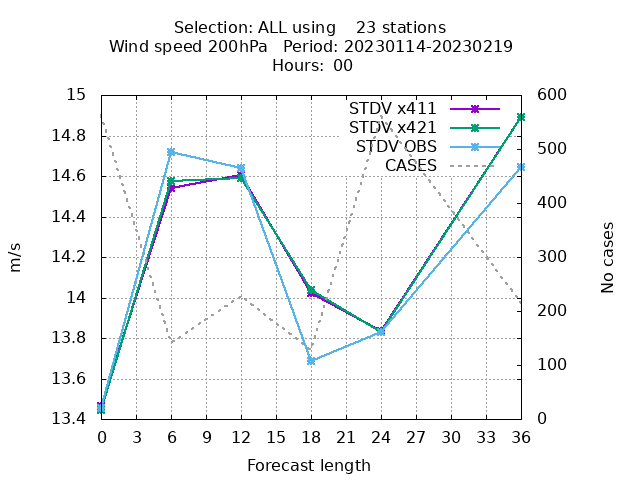 Selection: ALL using    23 stations
Wind speed 200hPa   Period: 20230114-20230219
Hours:  00
15
14.8
14.6
14.4
14.2
14
13.8
13.6
13.4
m/s
STDV x411
STDV x421
STDV OBS
CASES
600
500
400
300
200
100
0
No cases
0 3 6 9 12 15 18 21 24 27 30 33 36
Forecast length